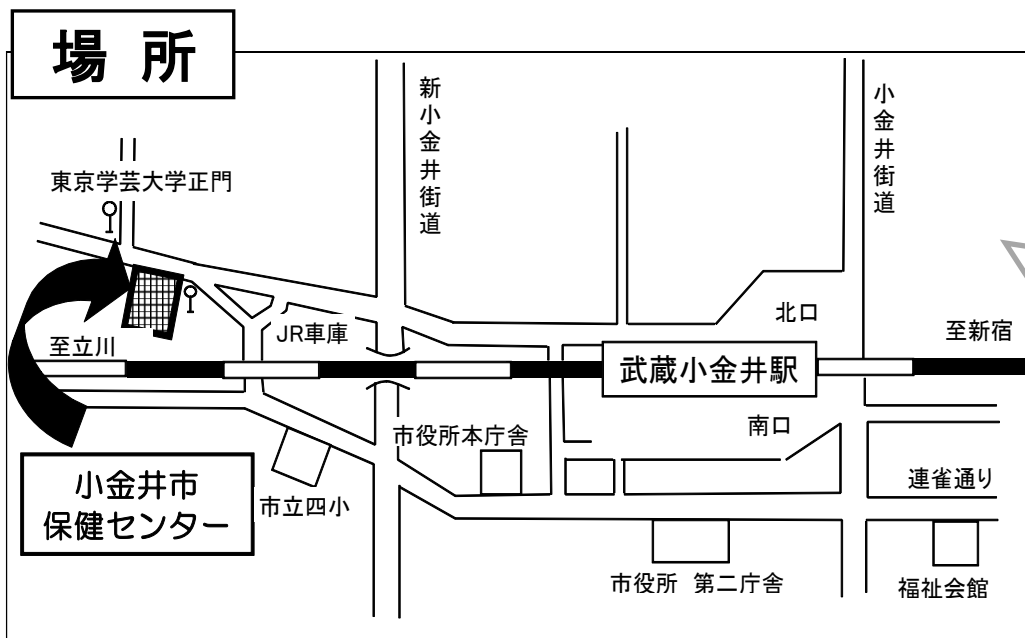 場 所
新小金井街道
小金井街道
東京学芸大学正門
北口
至新宿
JR車庫
至立川
武蔵小金井駅
南口
市役所本庁舎
連雀通り
小金井市
保健センター
市立四小
市役所 第二庁舎
福祉会館